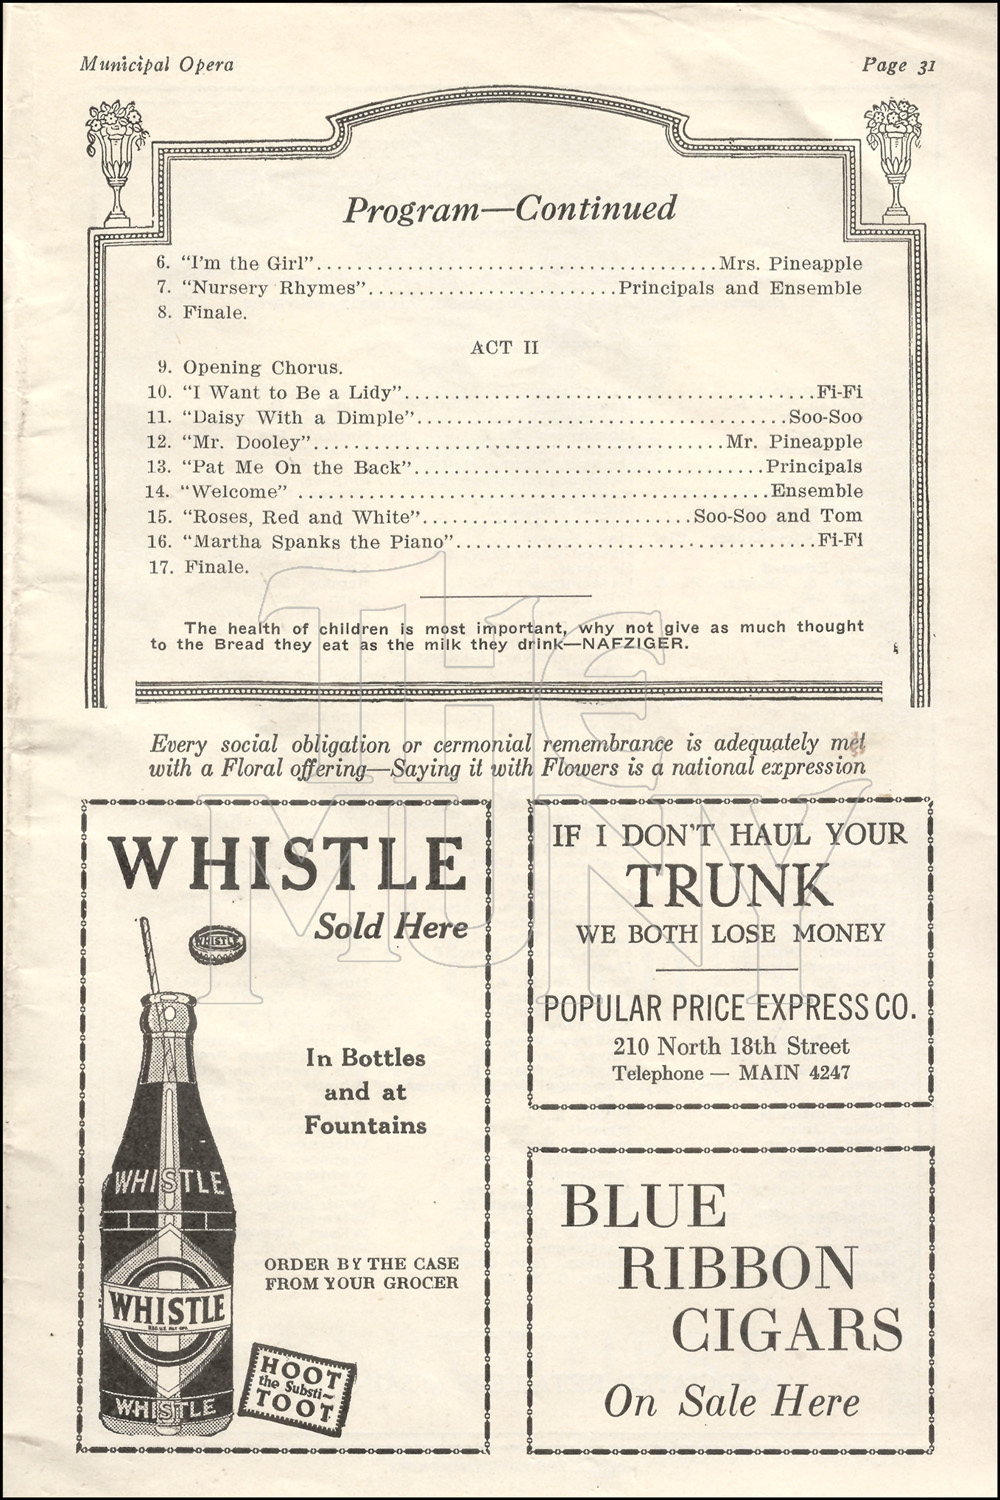 Municipal Opera Page 31
Program—Continued
6. “I'm the Girl”........................................Mrs. Pineapple
7. “Nursery Rhymes”.........................Principals and Ensemble
8. Finale.
ACT II
9. Opening Chorus.
10. “I Want to Be a Lidy”.........................................Fi-Fi
11. “Daisy With a Dimple”.....................................Soo-Soo
12. “Mr. Dooley”.........................................Mr. Pineapple
13. “Pat Me On the Back”...................................Principals
14. “Welcome” ...............................................Ensemble
15. “Roses, Red and White”...........................Soo-Soo and Tom
16. “Martha Spanks the Piano”....................................Fi-Fi
17. Finale.
The health of children is most important, why not give as much thought
to the Bread they eat as the milk they drink—NAFZIGER.
Every social obligation or cermonial remembrance is adequately met
with a Floral offering—Saying it with Flowers is a national expression
THE
MUNY
WHISTLE
Sold Here
WHISTLE
In Bottles
and at
Fountains
WHISTLE
ORDER BY THE CASE
FROM YOUR GROCER
WHISTLE
WHISTLE
HOOT
the Substi-
TOOT
IF I DON'T HAUL YOUR
TRUNK
WE BOTH LOSE MONEY
POPULAR PRICE EXPRESS CO.
210 North 18th Street
Telephone — MAIN 4247
BLUE
RIBBON
CIGARS
On Sale Here